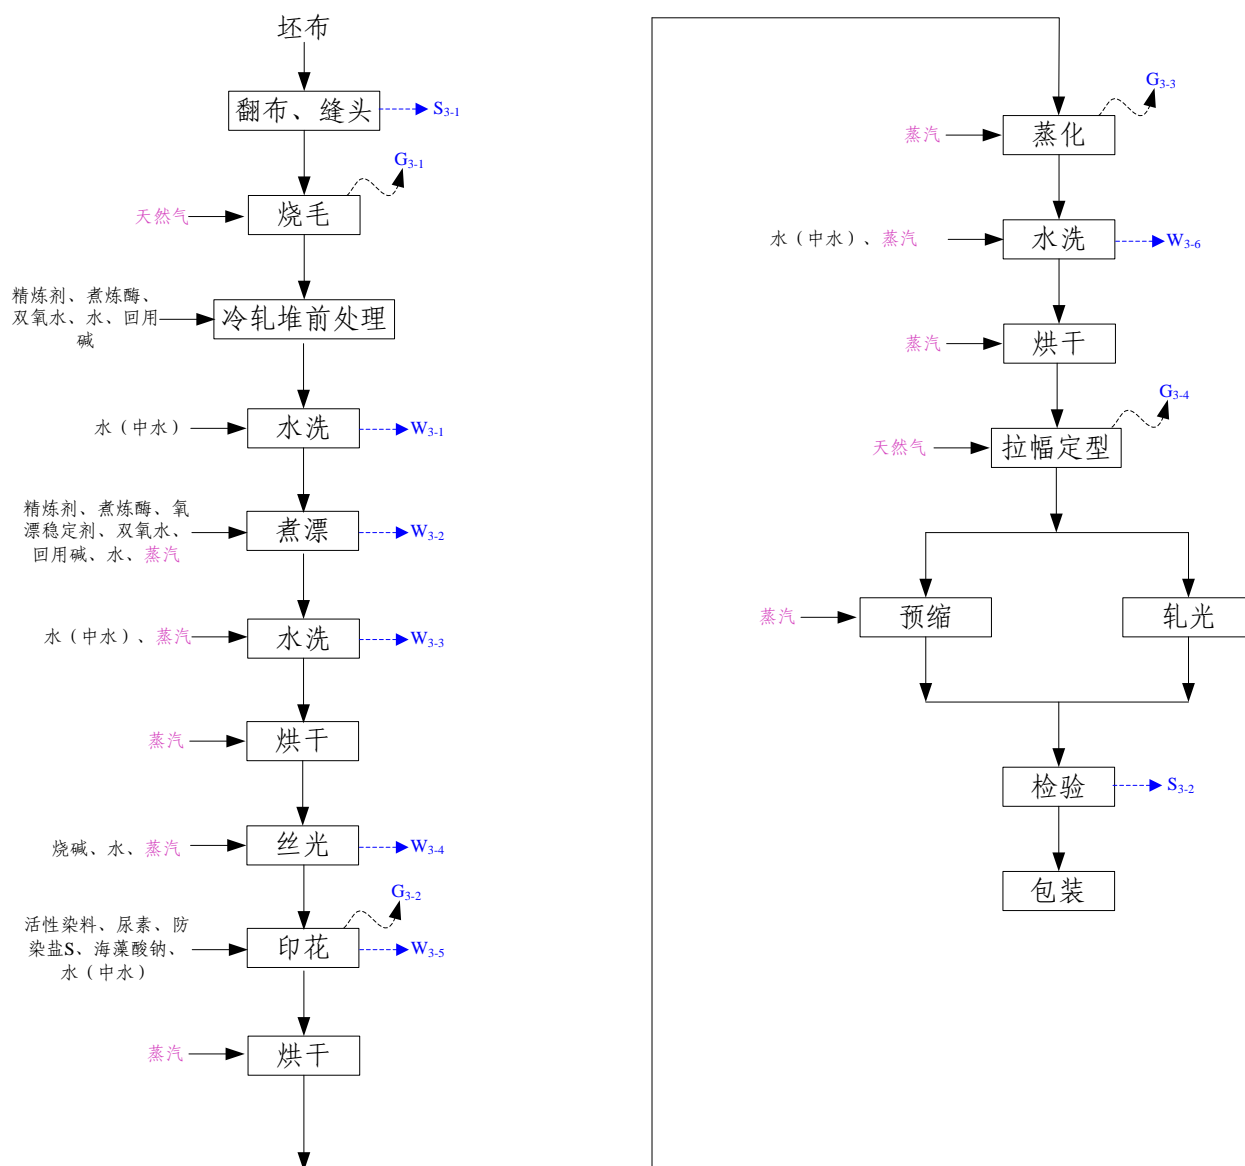 坯布
翻布、缝头
S3-1
G3-1
天然气
烧毛
精炼剂、煮炼酶、
双氧水、水、回用
碱
冷轧堆前处理
水（中水）
水洗
W3-1
精炼剂、煮炼酶、氧
漂稳定剂、双氧水、
回用碱、水、蒸汽
煮漂
W3-2
水（中水）、蒸汽
水洗
W3-3
蒸汽
烘干
烧碱、水、蒸汽
丝光
W3-4
G3-2
活性染料、尿素、防
染盐S、海藻酸钠、
水（中水）
印花
W3-5
蒸汽
烘干
G3-3
蒸汽
蒸化
水（中水）、蒸汽
水洗
W3-6
蒸汽
烘干
G3-4
天然气
拉幅定型
蒸汽
预缩
轧光
检验
S3-2
包装